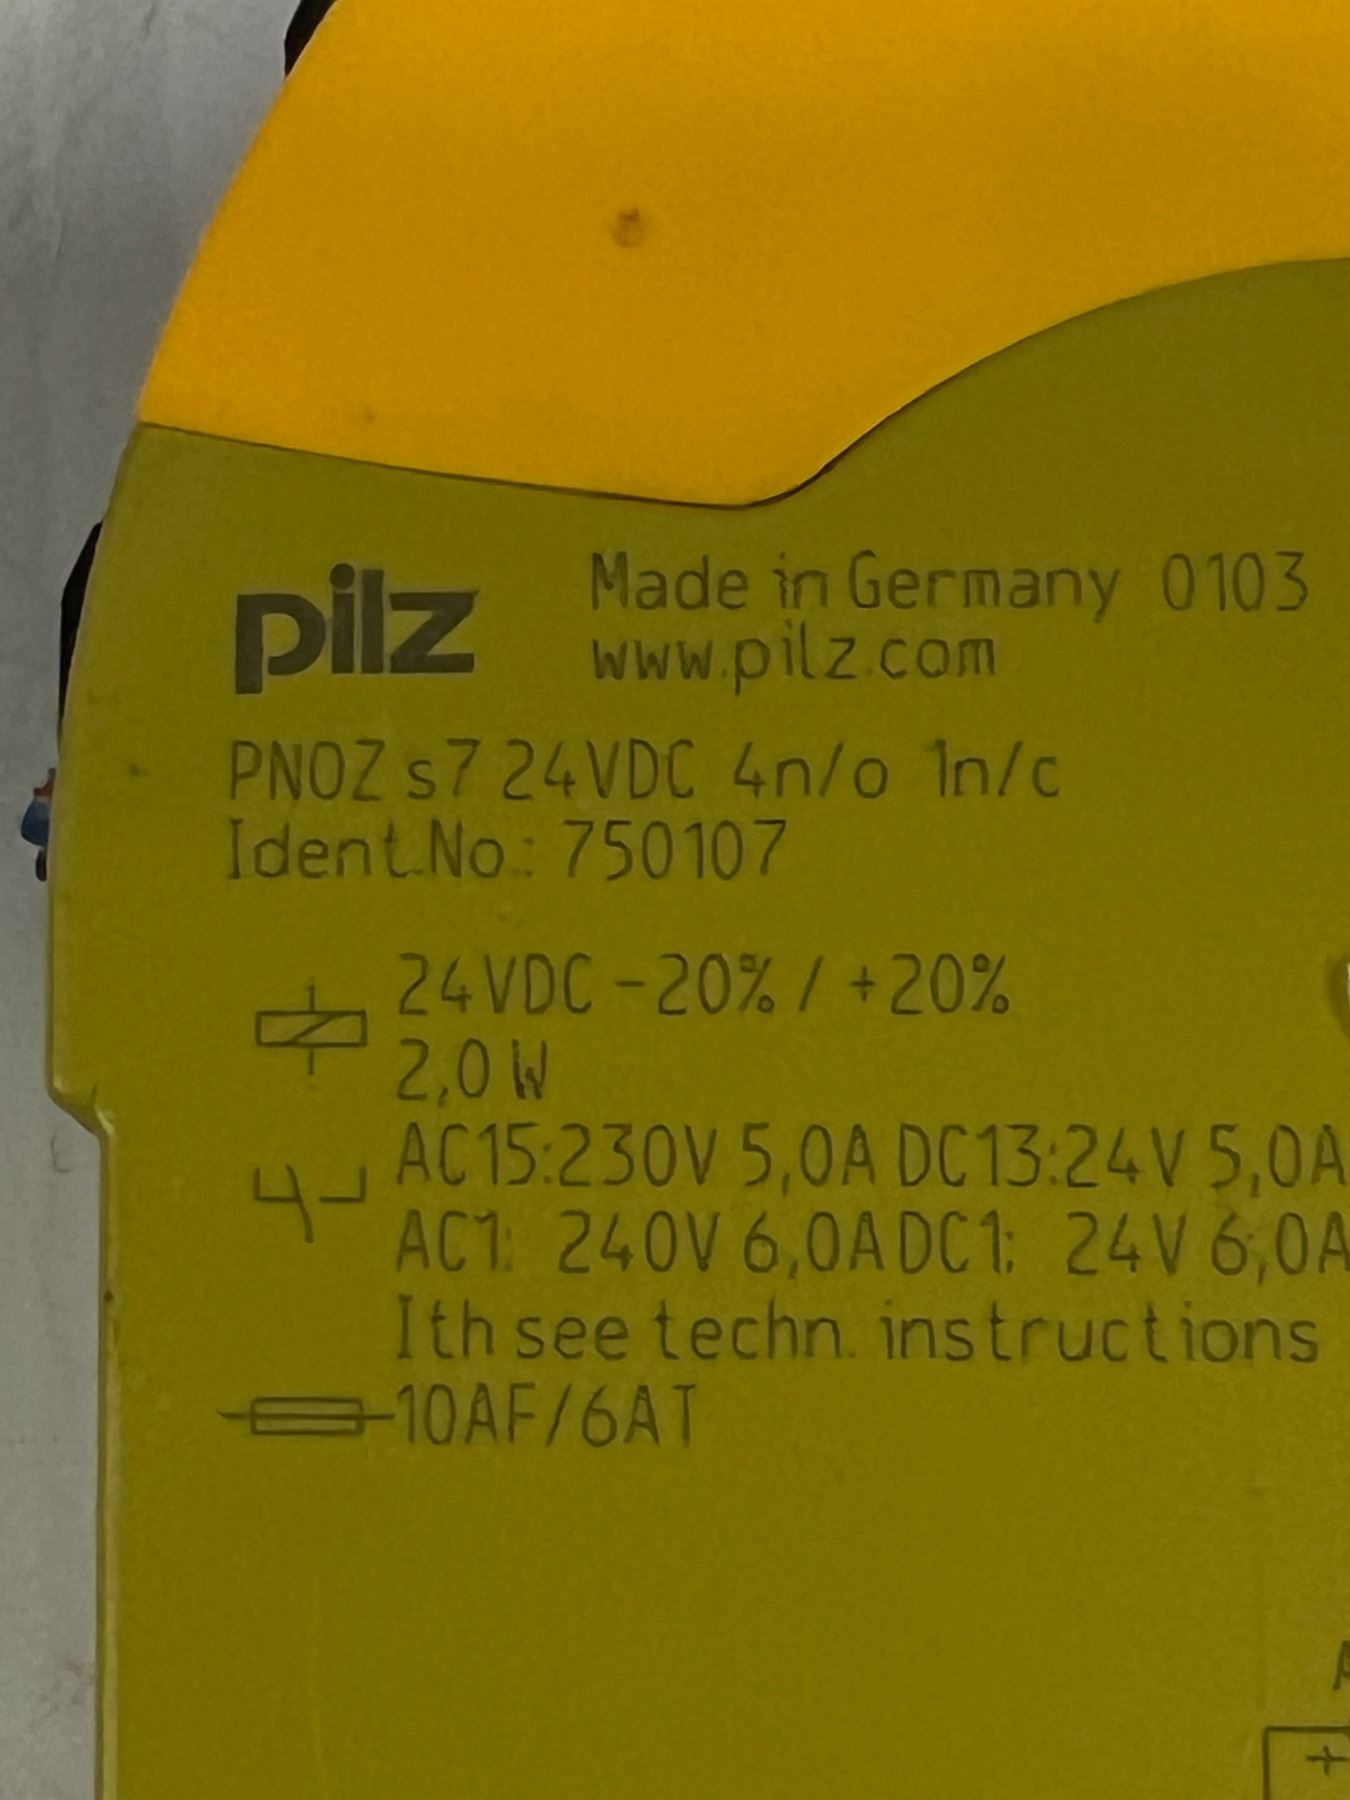 pilz
Made in Germany 0103
www.pilz.com
PNOZ s7 24VDC 4n/o 1n/c
Ident.No.: 750107
24VDC -20% / +20%
2,0 W
AC15:230V 5,0A DC13:24V 5,0A
AC1: 240V 6,0A DC1: 24V 6,0A
Ith see techn. instructions
10AF/6AT
A
+